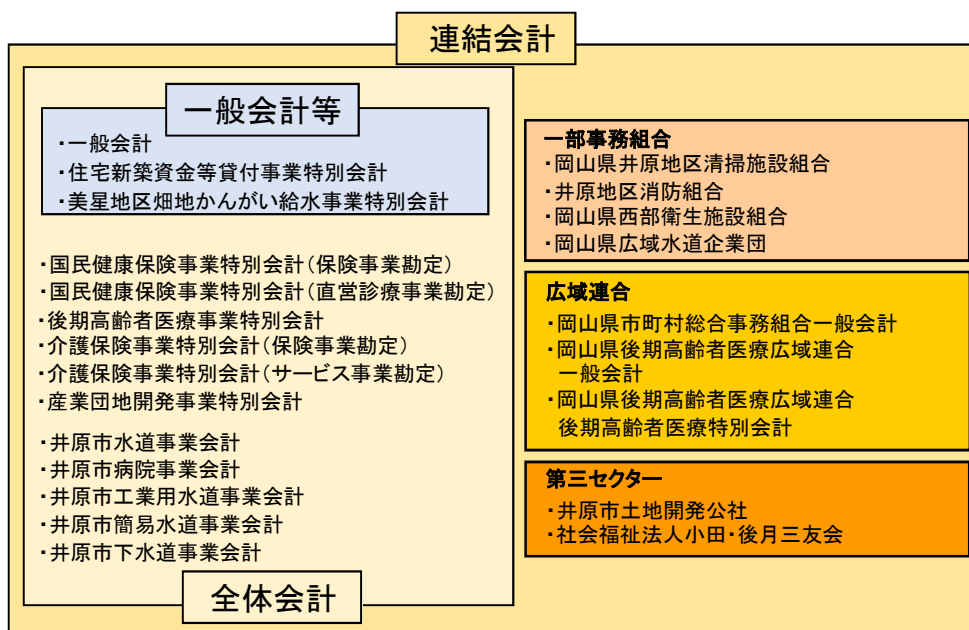 連結会計
一般会計等
・一般会計
・住宅新築資金等貸付事業特別会計
・美星地区畑地かんがい給水事業特別会計
・国民健康保険事業特別会計(保険事業勘定)
・国民健康保険事業特別会計(直営診療事業勘定)
・後期高齢者医療事業特別会計
・介護保険事業特別会計(保険事業勘定)
・介護保険事業特別会計(サービス事業勘定)
・産業団地開発事業特別会計
・井原市水道事業会計
・井原市病院事業会計
・井原市工業用水道事業会計
・井原市簡易水道事業会計
・井原市下水道事業会計
全体会計
一部事務組合
・岡山県井原地区清掃施設組合
・井原地区消防組合
・岡山県西部衛生施設組合
・岡山県広域水道企業団
広域連合
・岡山県市町村総合事務組合一般会計
・岡山県後期高齢者医療広域連合
一般会計
・岡山県後期高齢者医療広域連合
後期高齢者医療特別会計
第三セクター
・井原市土地開発公社
・社会福祉法人小田・後月三友会